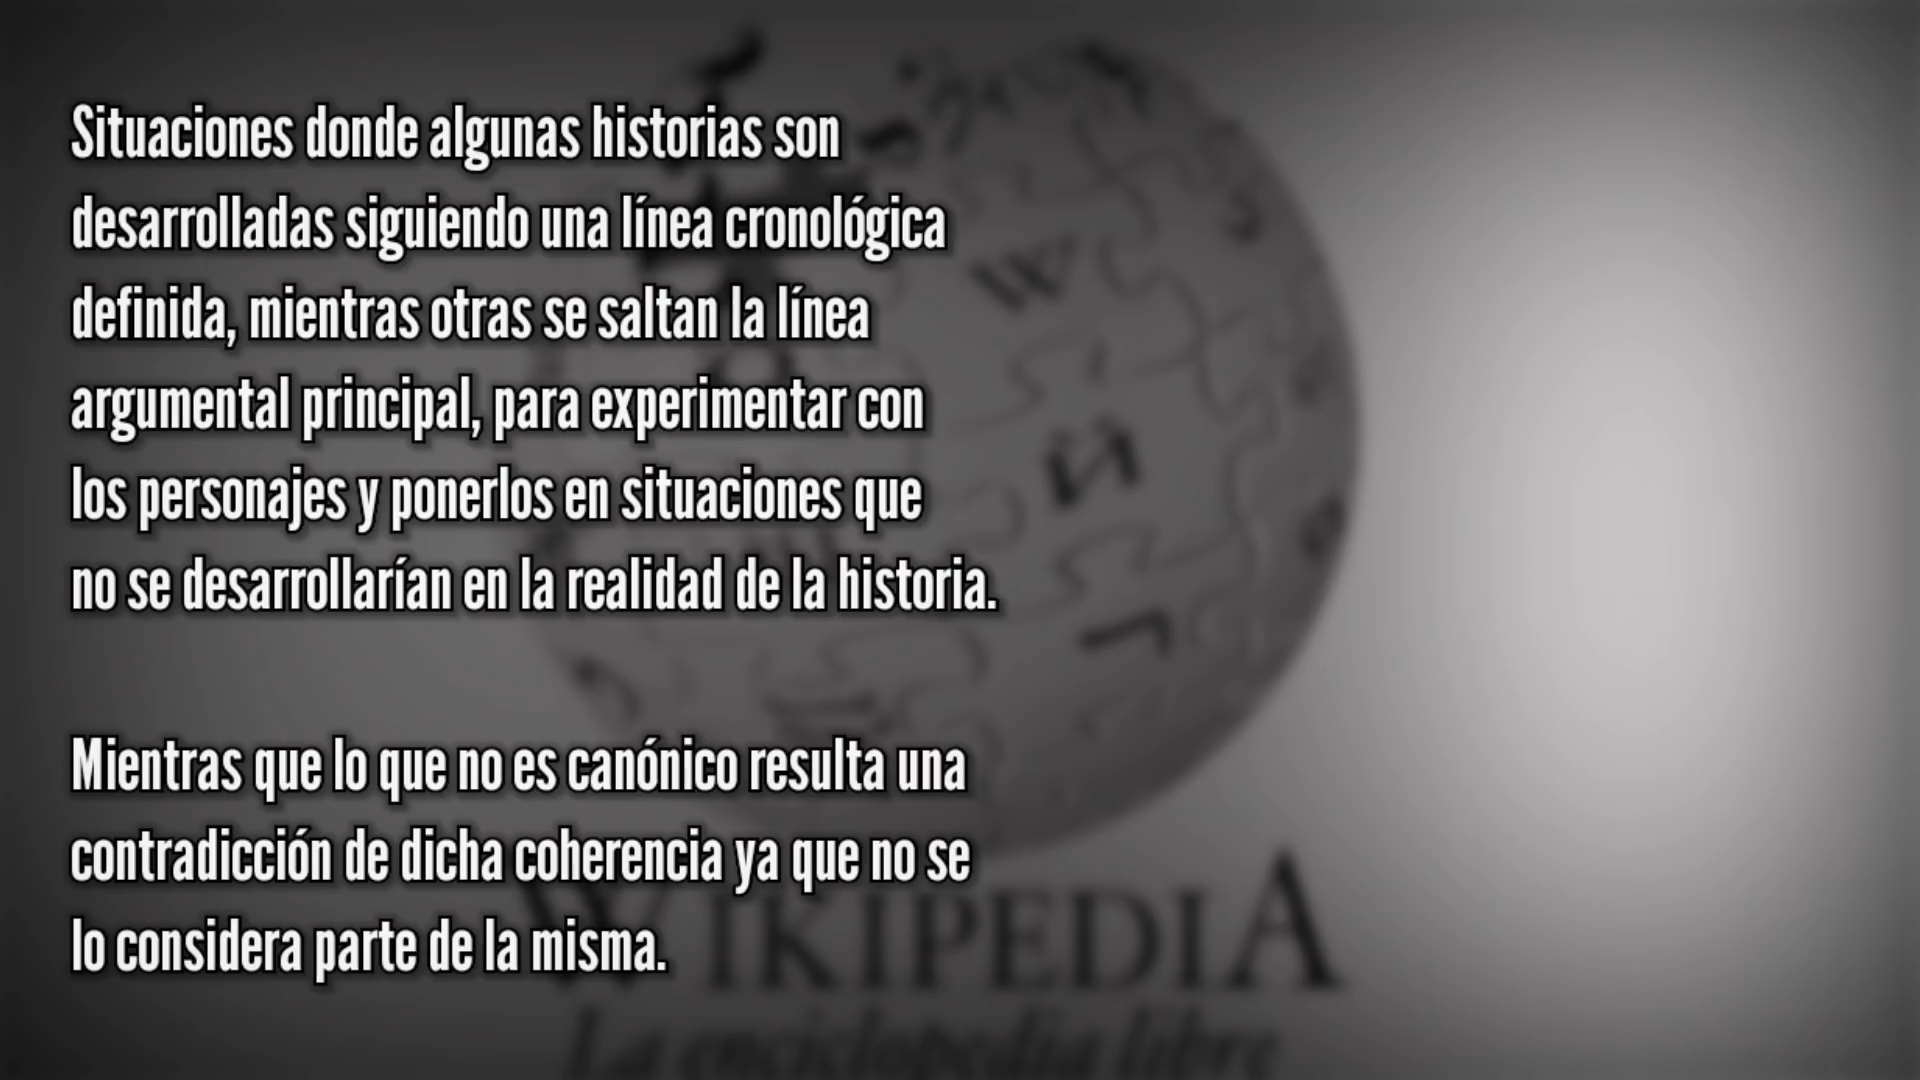 Situaciones donde algunas historias son
desarrolladas siguiendo una línea cronológica
definida, mientras otras se saltan la línea
argumental principal, para experimentar con
los personajes y ponerlos en situaciones que
no se desarrollarían en la realidad de la historia.
Mientras que lo que no es canónico resulta una
contradicción de dicha coherencia ya que no se
lo considera parte de la misma.
WIKIPEDIA
La enciclopedia libre